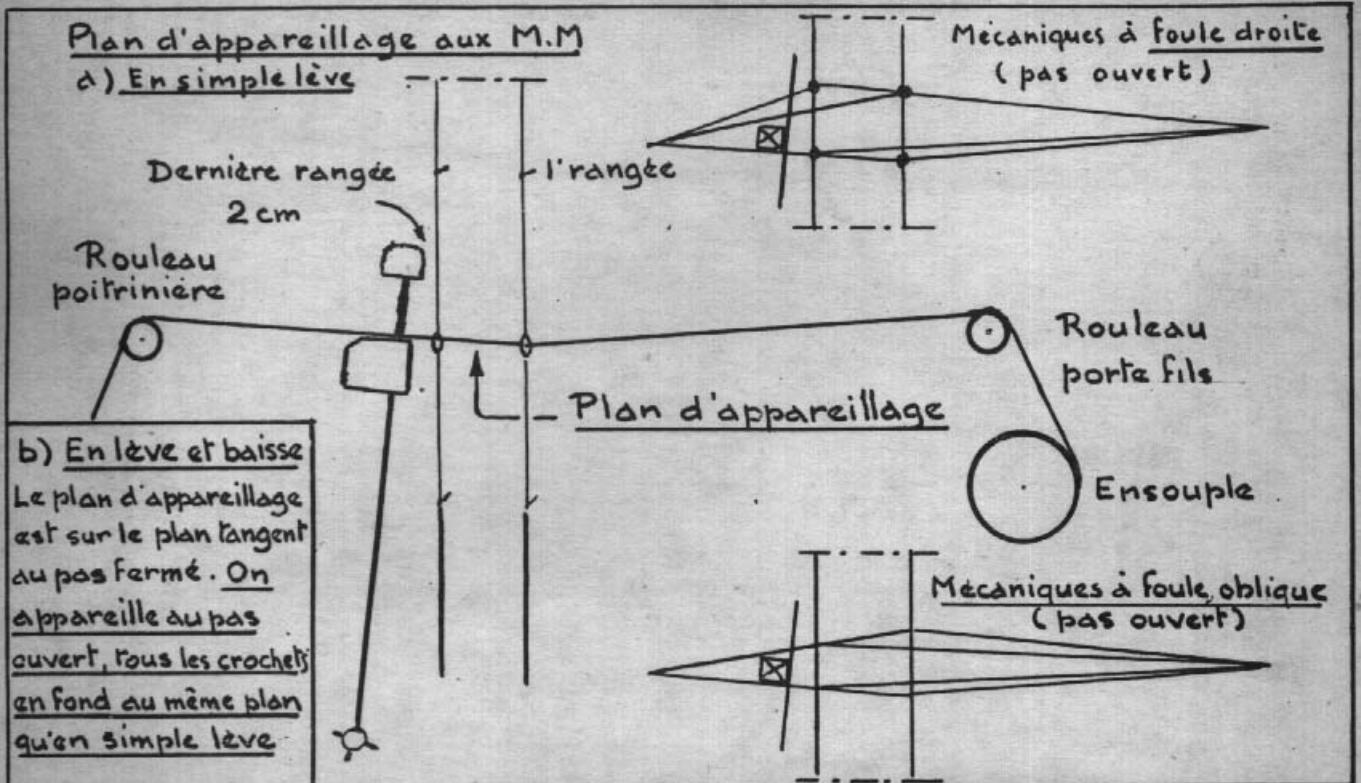 Plan d'appareillage aux M.M
a) En simple lève
Mécaniques à foule droite
(pas ouvert)
Dernière rangée
2 cm
1'rangée
Rouleau
poitrinière
Rouleau
porte fils
Plan d'appareillage
Ensouple
b) En lève et baisse
Le plan d'appareillage
est sur le plan tangent
au pas fermé. On
appareille au pas
ouvert, tous les crochets
en fond au même plan
qu'en simple lève
Mécaniques à foule oblique
(pas ouvert)